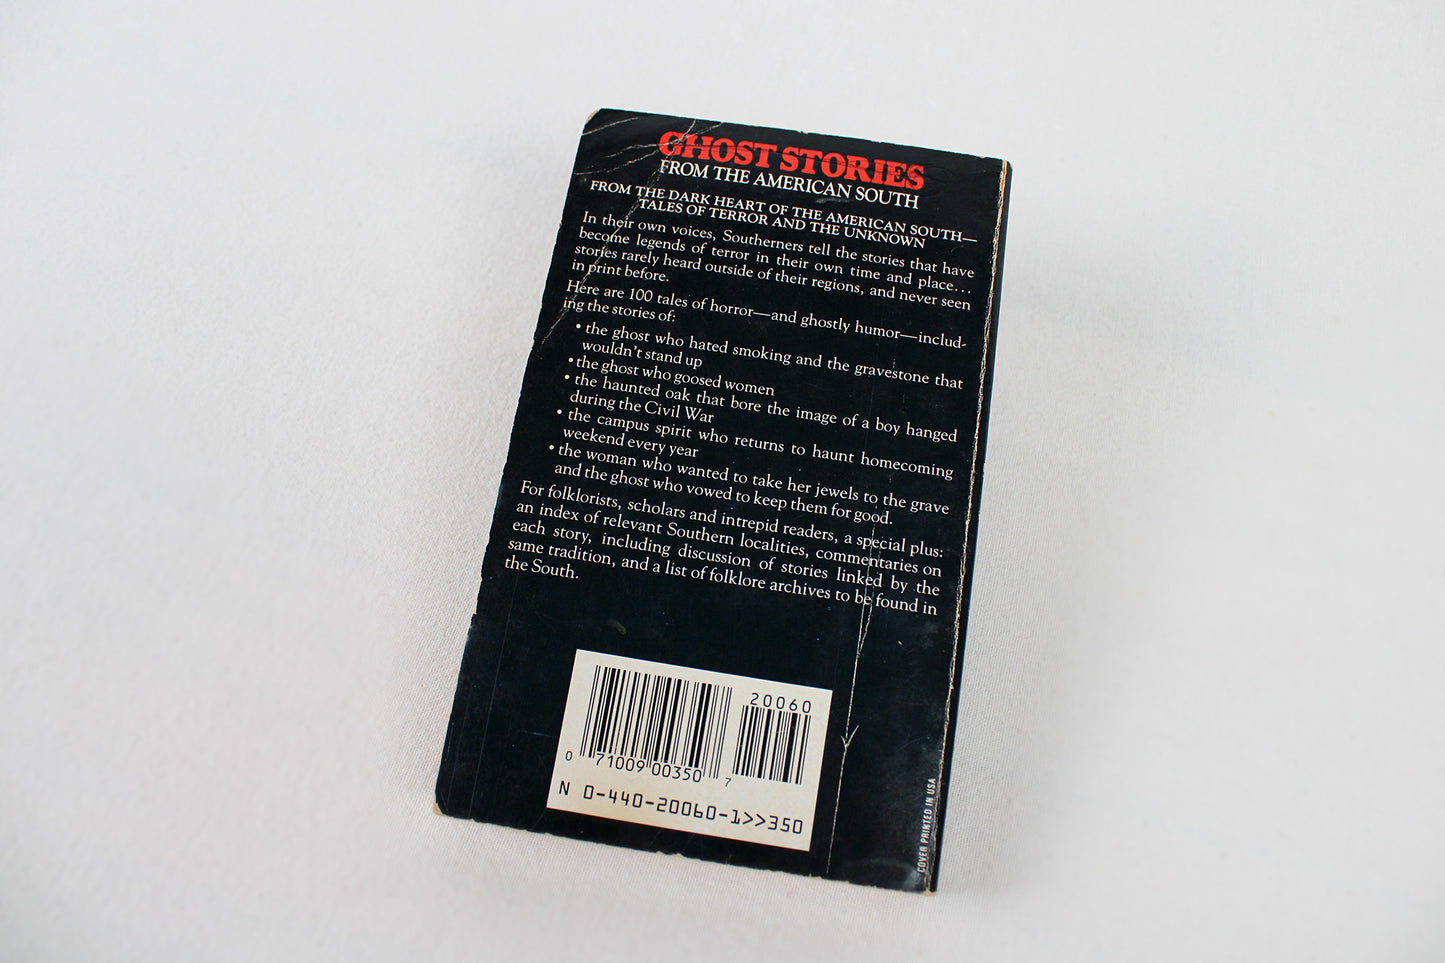 GHOST STORIES
FROM THE AMERICAN SOUTH
FROM THE DARK HEART OF THE AMERICAN SOUTH—
TALES OF TERROR AND THE UNKNOWN
In their own voices, Southerners tell the stories that have
become legends of terror in their own time and place...
stories rarely heard outside of their regions, and never seen
in print before.
Here are 100 tales of horror—and ghostly humor—includ-
ing the stories of:
• the ghost who hated smoking and the gravestone that
wouldn't stand up
• the ghost who goosed women
• the haunted oak that bore the image of a boy hanged
during the Civil War
• the campus spirit who returns to haunt homecoming
weekend every year
• the woman who wanted to take her jewels to the grave
and the ghost who vowed to keep them for good.
For folklorists, scholars and intrepid readers, a special plus:
an index of relevant Southern localities, commentaries on
each story, including discussion of stories linked by the
same tradition, and a list of folklore archives to be found in
the South.
20060
0 71009 00350 7
N 0-440-20060-1>>350
COVER PRINTED IN USA